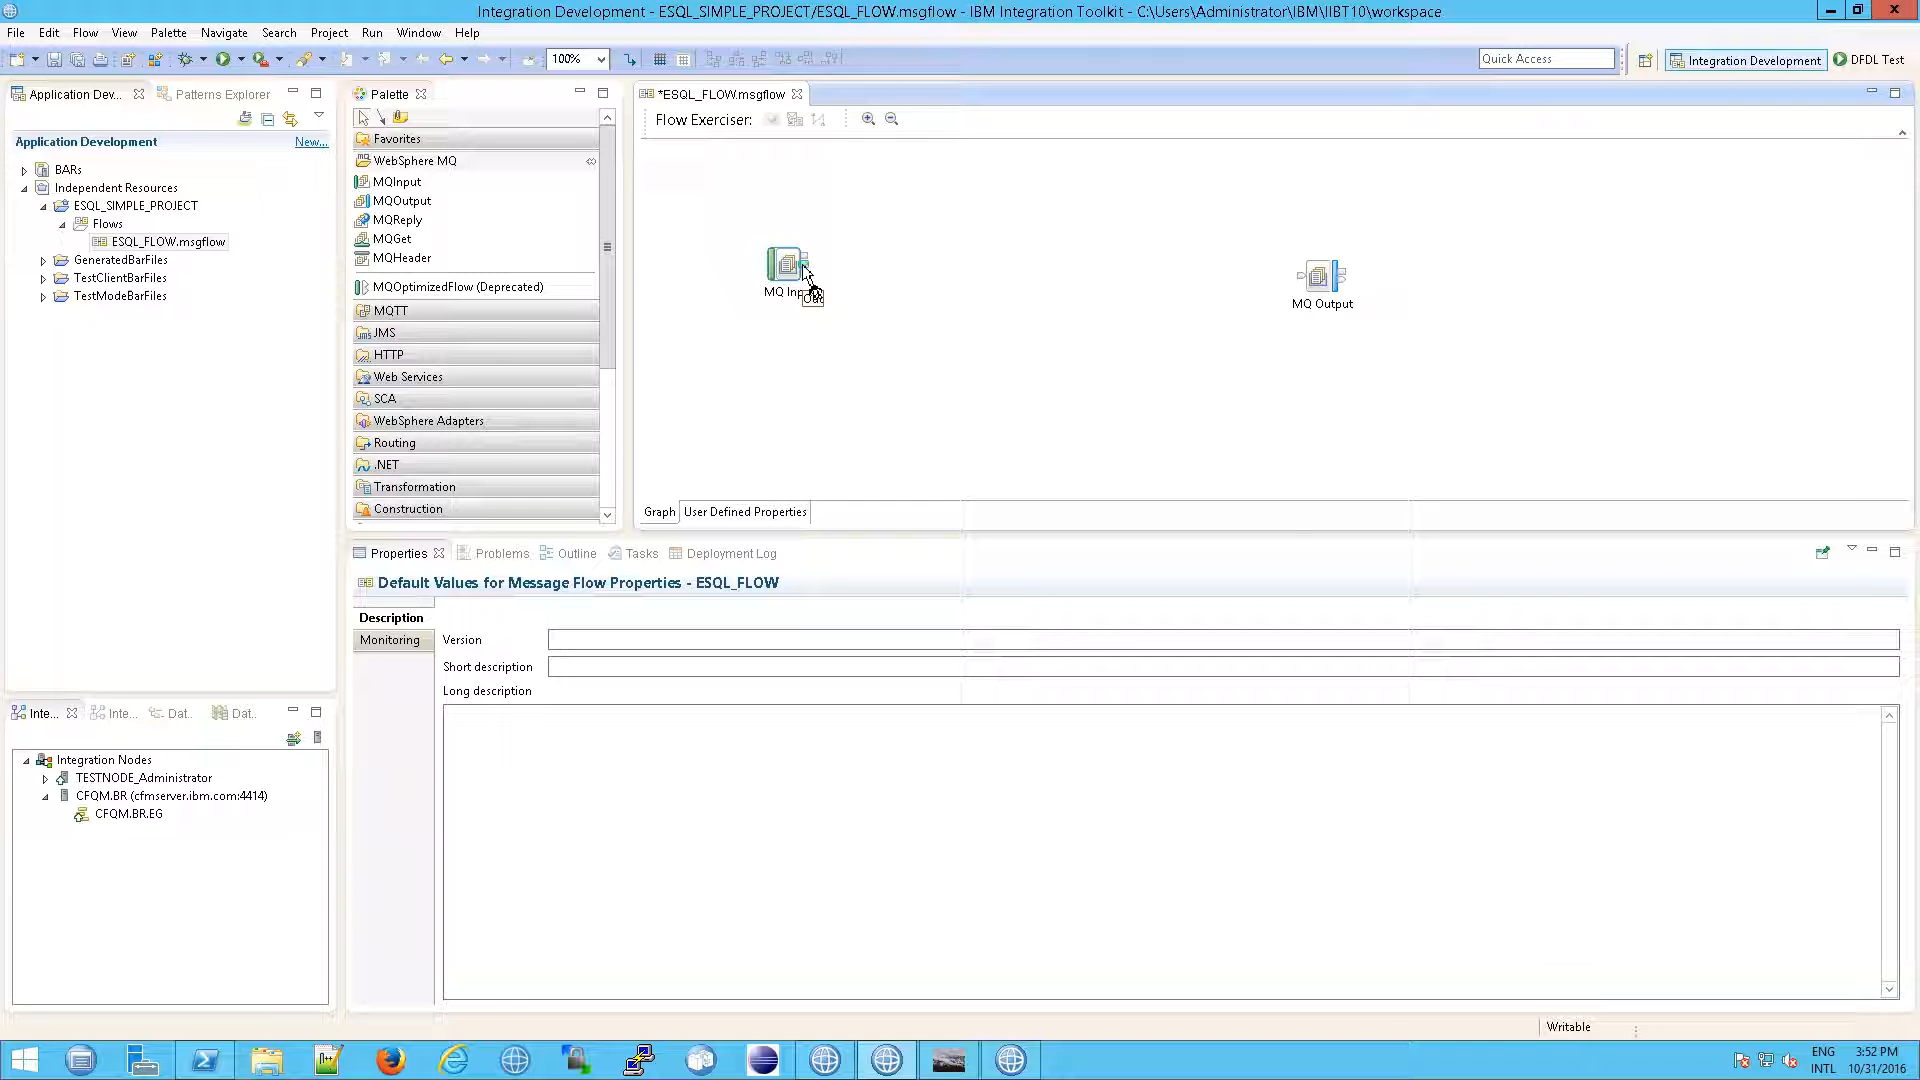 Integration Development - ESQL_SIMPLE_PROJECT/ESQL_FLOW.msgflow - IBM Integration Toolkit - C:\Users\Administrator\IBM\IIBT10\workspace
File Edit Flow View Palette Navigate Search Project Run Window Help
100%
Quick Access
Integration Development
DFDL Test
Application Dev...
Patterns Explorer
Application Development
New...
BARs
Independent Resources
ESQL_SIMPLE_PROJECT
Flows
ESQL_FLOW.msgflow
GeneratedBarFiles
TestClientBarFiles
TestModeBarFiles
Palette
Favorites
WebSphere MQ
MQInput
MQOutput
MQReply
MQGet
MQHeader
MQOptimizedFlow (Deprecated)
MQTT
JMS
HTTP
Web Services
SCA
WebSphere Adapters
Routing
.NET
Transformation
Construction
*ESQL_FLOW.msgflow
Flow Exerciser:
MQ Output
Graph
User Defined Properties
Properties
Problems
Outline
Tasks
Deployment Log
Default Values for Message Flow Properties - ESQL_FLOW
Description
Monitoring
Version
Short description
Long description
Inte...
Inte...
Dat..
Dat..
Integration Nodes
TESTNODE_Administrator
CFQM.BR (cfmserver.ibm.com:4414)
CFQM.BR.EG
Writable
ENG
INTL
3:52 PM
10/31/2016